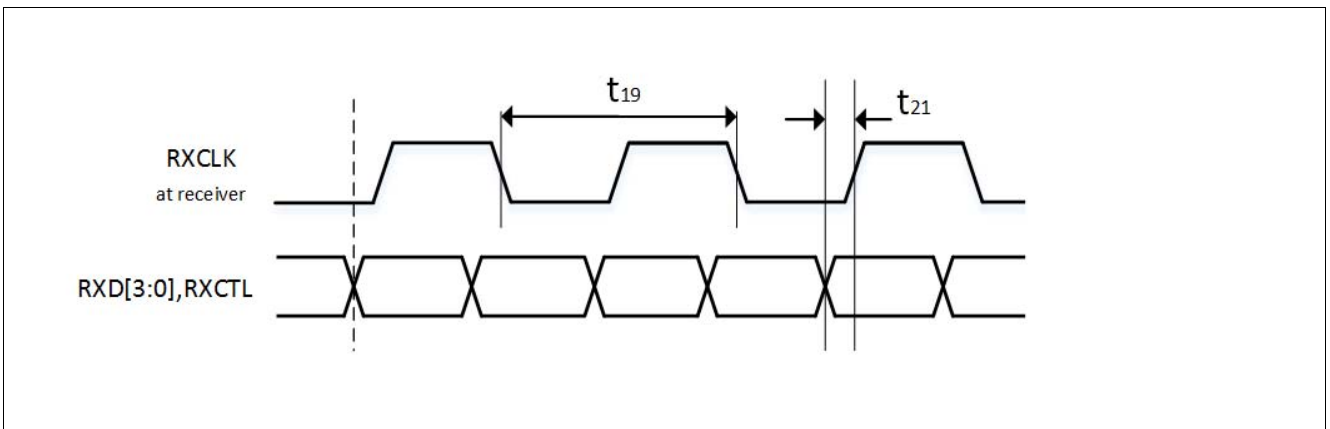 t19
t21
RXCLK
at receiver
RXD[3:0],RXCTL